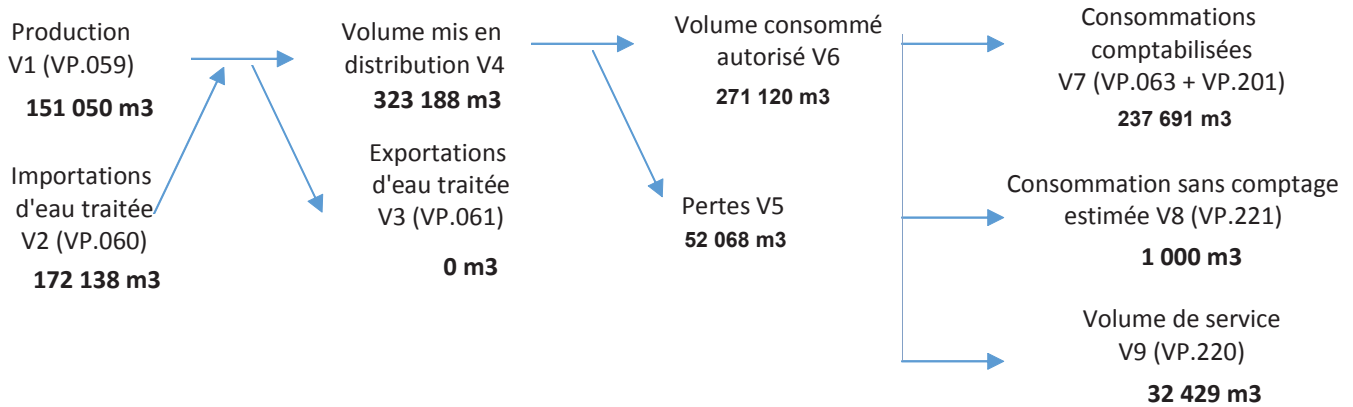 Production
V1 (VP.059)
151 050 m3
Importations
d'eau traitée
V2 (VP.060)
172 138 m3
Volume mis en
distribution V4
323 188 m3
Exportations
d'eau traitée
V3 (VP.061)
0 m3
Volume consommé
autorisé V6
271 120 m3
Pertes V5
52 068 m3
Consommations
comptabilisées
V7 (VP.063 + VP.201)
237 691 m3
Consommation sans comptage
estimée V8 (VP.221)
1 000 m3
Volume de service
V9 (VP.220)
32 429 m3